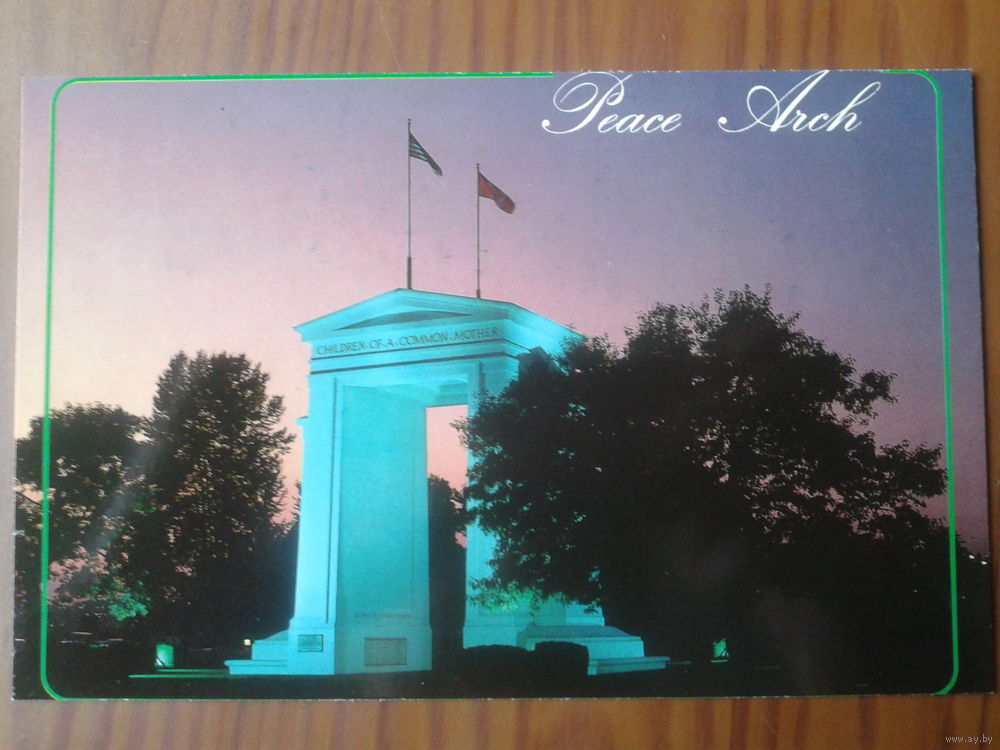 Peace Arch
CHILDREN·OF·A·COMMON·MOTHER
www.ay.by